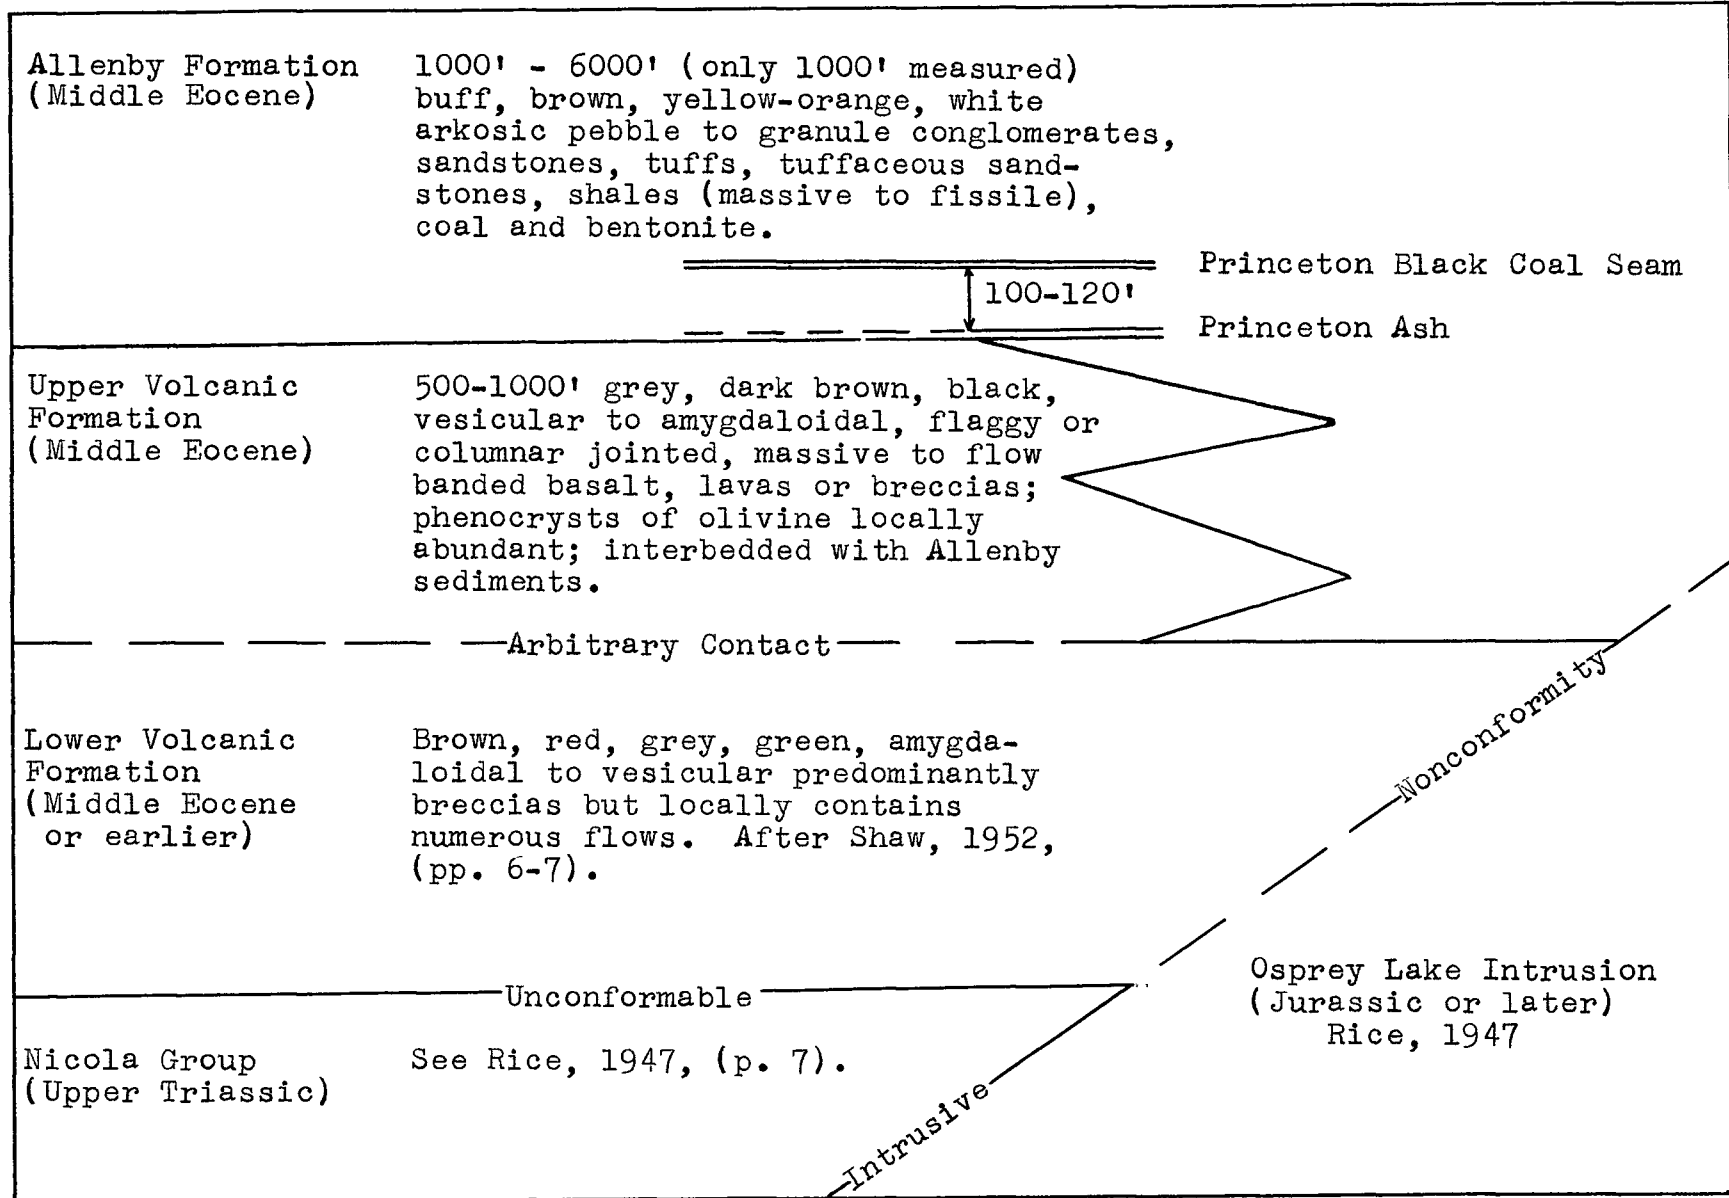 Allenby Formation
(Middle Eocene)
1000' - 6000' (only 1000' measured)
buff, brown, yellow-orange, white
arkosic pebble to granule conglomerates,
sandstones, tuffs, tuffaceous sand-
stones, shales (massive to fissile),
coal and bentonite.
Princeton Black Coal Seam
100-120'
Princeton Ash
Upper Volcanic
Formation
(Middle Eocene)
500-1000' grey, dark brown, black,
vesicular to amygdaloidal, flaggy or
columnar jointed, massive to flow
banded basalt, lavas or breccias;
phenocrysts of olivine locally
abundant; interbedded with Allenby
sediments.
Arbitrary Contact
Nonconformity
Lower Volcanic
Formation
(Middle Eocene
or earlier)
Brown, red, grey, green, amygda-
loidal to vesicular predominantly
breccias but locally contains
numerous flows. After Shaw, 1952,
(pp. 6-7).
Unconformable
Osprey Lake Intrusion
(Jurassic or later)
Rice, 1947
Nicola Group
(Upper Triassic)
See Rice, 1947, (p. 7).
Intrusive